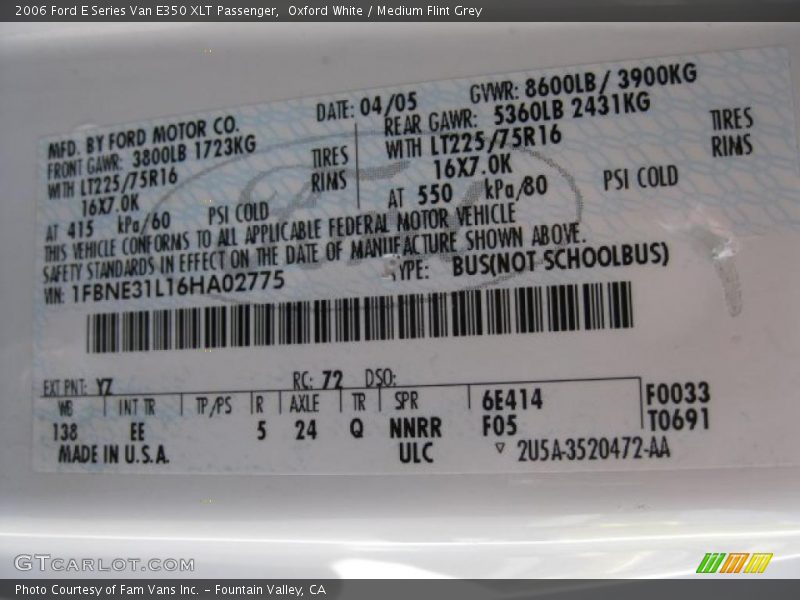 2006 Ford E Series Van E350 XLT Passenger,  Oxford White / Medium Flint Grey
MFD. BY FORD MOTOR CO.
DATE: 04/05
GVWR: 8600LB / 3900KG
FRONT GAWR: 3800LB 1723KG
REAR GAWR: 5360LB 2431KG
WITH LT225/75R16 TIRES
WITH LT225/75R16 TIRES
16X7.0K RIMS
16X7.0K RIMS
AT 415 kPa/60 PSI COLD
AT 550 kPa/80 PSI COLD
THIS VEHICLE CONFORMS TO ALL APPLICABLE FEDERAL MOTOR VEHICLE
SAFETY STANDARDS IN EFFECT ON THE DATE OF MANUFACTURE SHOWN ABOVE.
VIN: 1FBNE31L16HA02775
TYPE: BUS(NOT SCHOOLBUS)
EXT PNT: YZ RC: 72 DSO:
WB INT TR TP/PS R AXLE TR SPR 6E414 F0033
138 EE 5 24 Q NNRR F05 T0691
MADE IN U.S.A. ULC ▽ 2U5A-3520472-AA
GTCARLOT.COM
Photo Courtesy of Fam Vans Inc. - Fountain Valley, CA